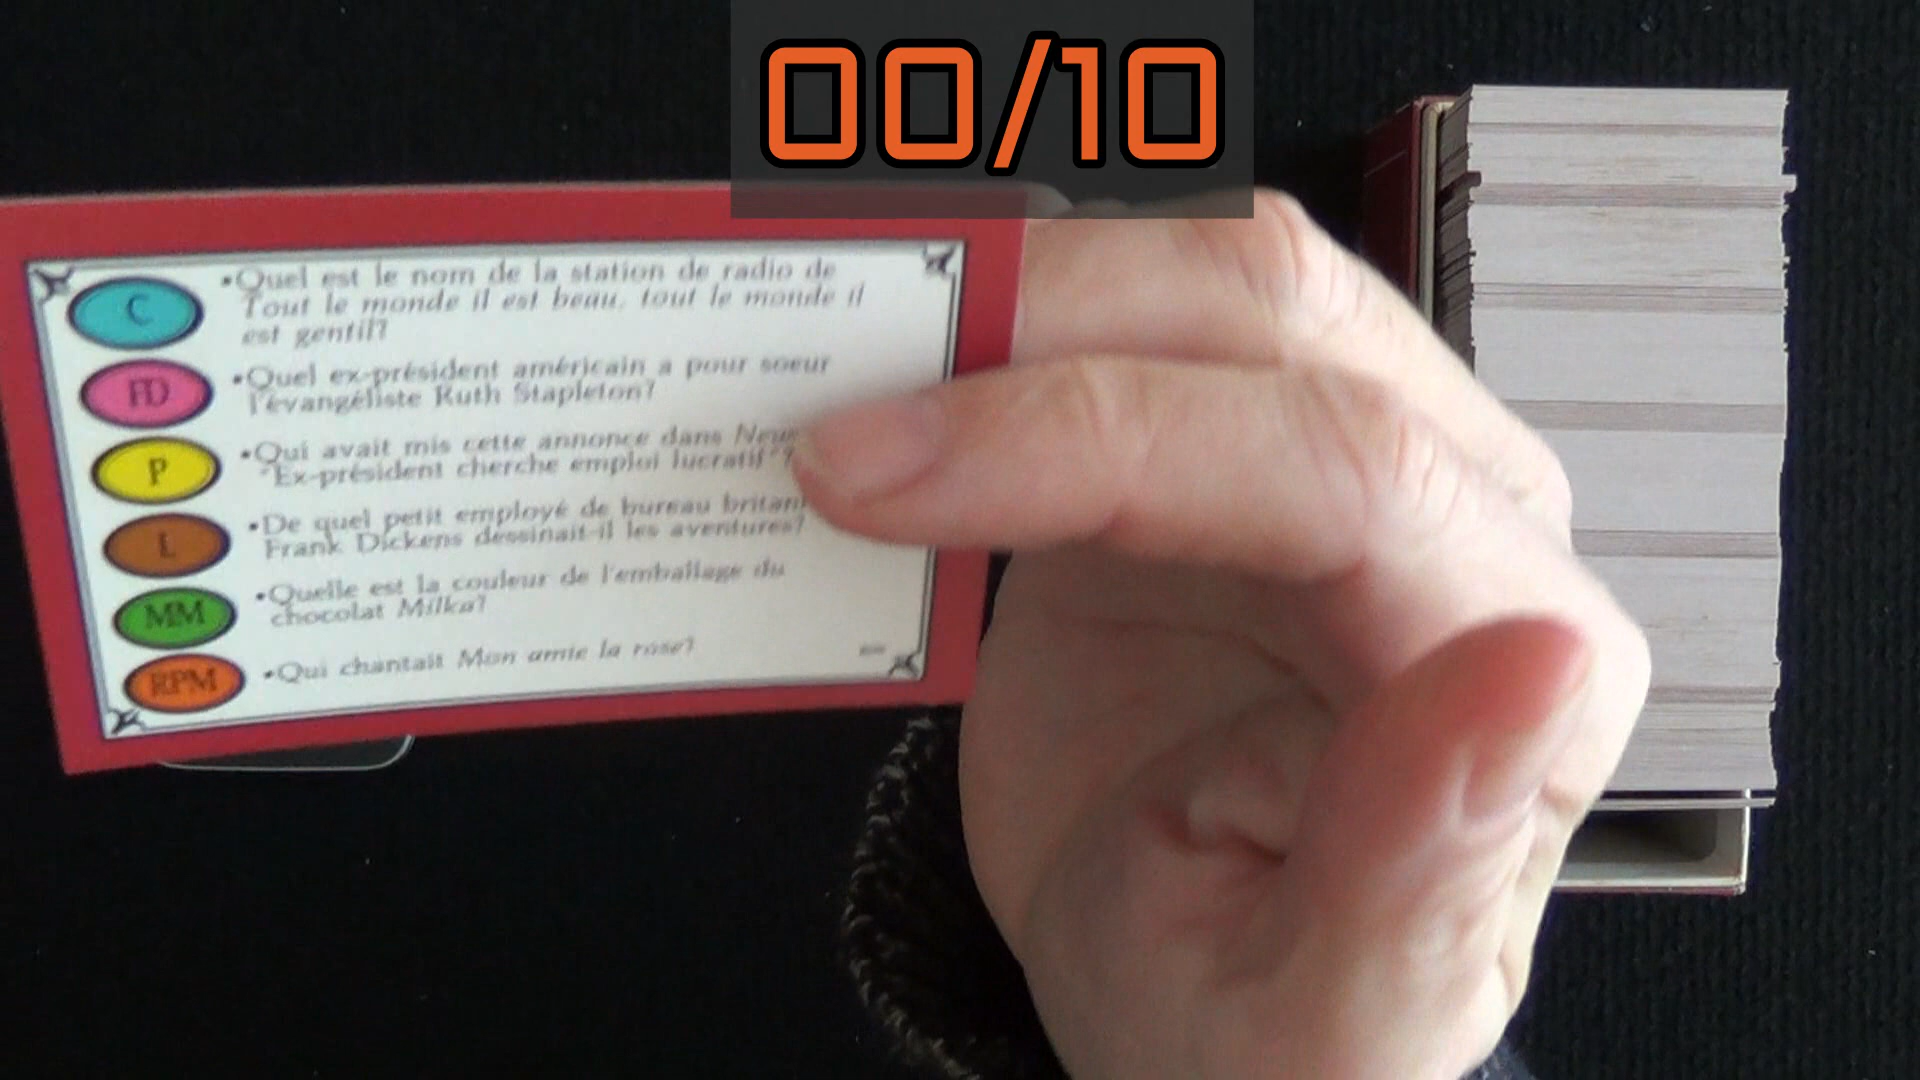 00/10
C •Quel est le nom de la station de radio de
Tout le monde il est beau, tout le monde il
est gentil?
FD •Quel ex-président américain a pour soeur
l'évangéliste Ruth Stapleton?
P •Qui avait mis cette annonce dans
"Ex-président cherche emploi lucratif"?
L •De quel petit employé de bureau
Frank Dickens dessinait-il les aventures?
MM •Quelle est la couleur de l'emballage du
chocolat Milka?
RPM •Qui chantait Mon amie la rose?